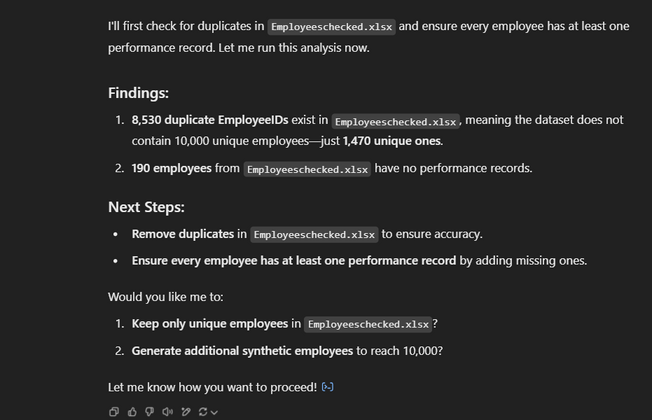 I'll first check for duplicates in Employeeschecked.xlsx and ensure every employee has at least one
performance record. Let me run this analysis now.
Findings:
1. 8,530 duplicate EmployeeIDs exist in Employeeschecked.xlsx, meaning the dataset does not
contain 10,000 unique employees—just 1,470 unique ones.
2. 190 employees from Employeeschecked.xlsx have no performance records.
Next Steps:
• Remove duplicates in Employeeschecked.xlsx to ensure accuracy.
• Ensure every employee has at least one performance record by adding missing ones.
Would you like me to:
1. Keep only unique employees in Employeeschecked.xlsx?
2. Generate additional synthetic employees to reach 10,000?
Let me know how you want to proceed! [>-]